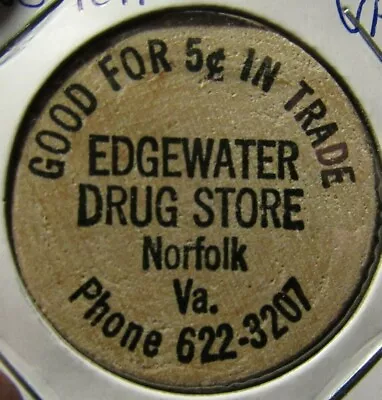 GOOD FOR 5¢ IN TRADE
EDGEWATER
DRUG STORE
Norfolk
Va.
Phone 622-3207